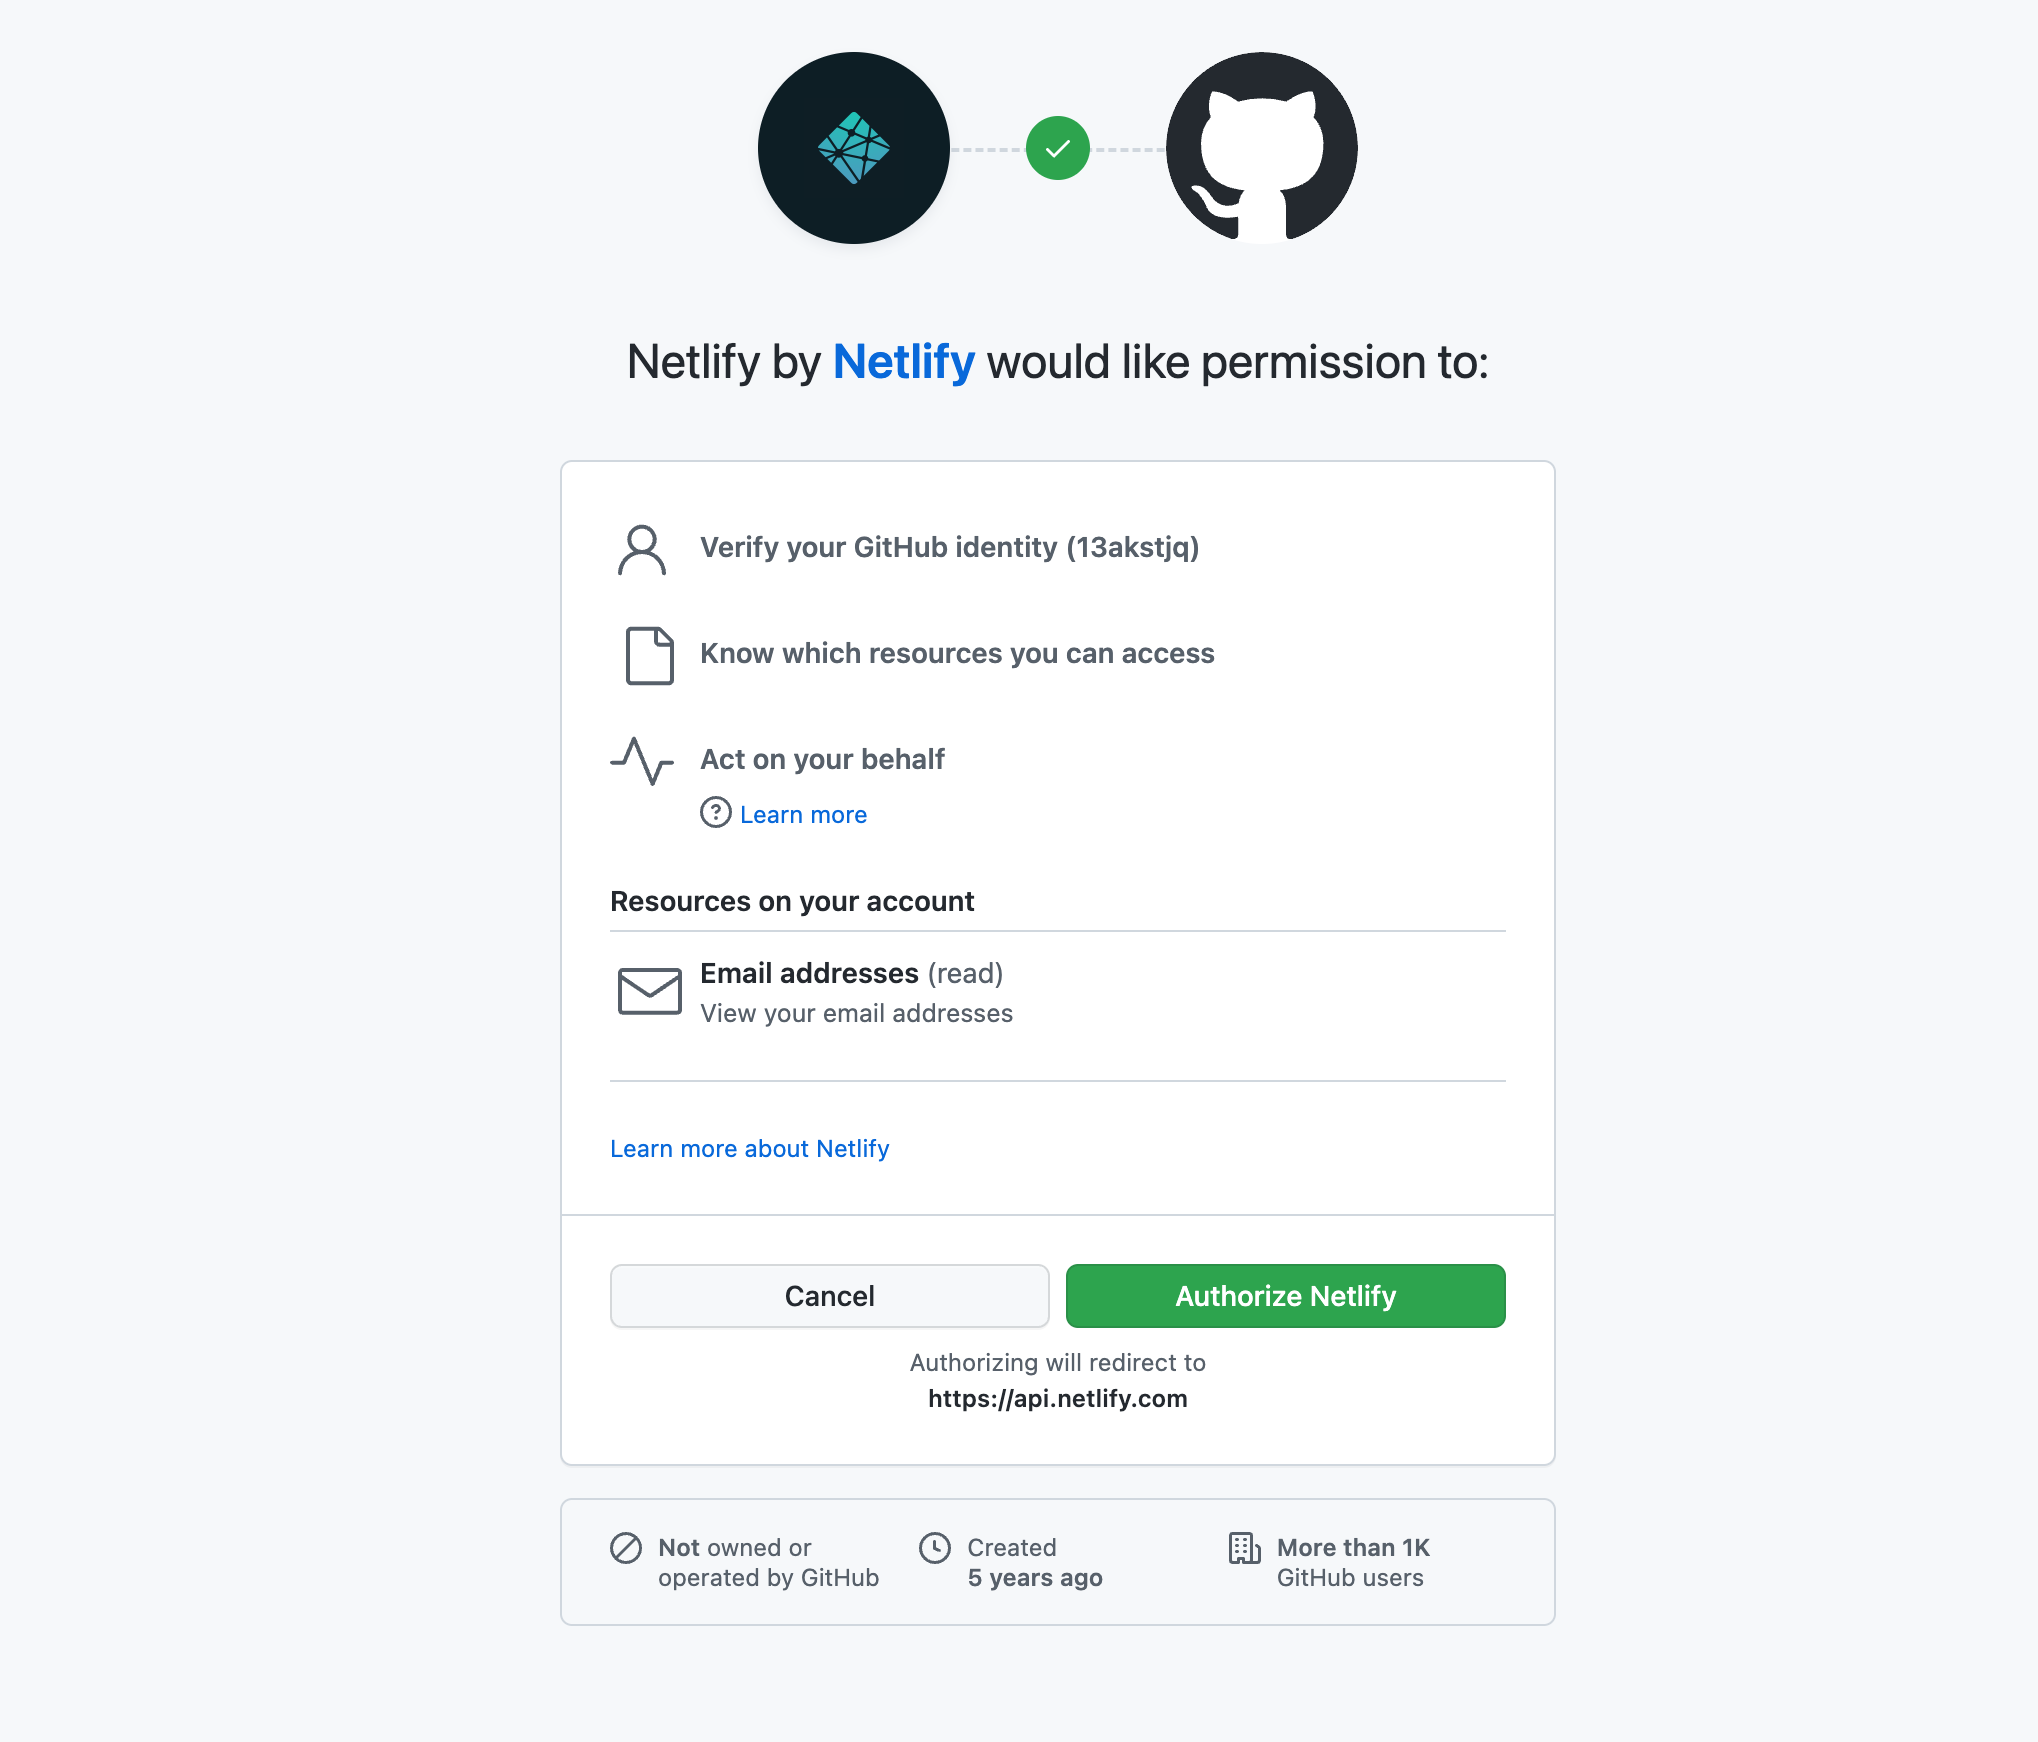 Netlify by Netlify would like permission to:
Verify your GitHub identity (13akstjq)
Know which resources you can access
Act on your behalf
Learn more
Resources on your account
Email addresses (read)
View your email addresses
Learn more about Netlify
Cancel
Authorize Netlify
Authorizing will redirect to
https://api.netlify.com
Not owned or
operated by GitHub
Created
5 years ago
More than 1K
GitHub users